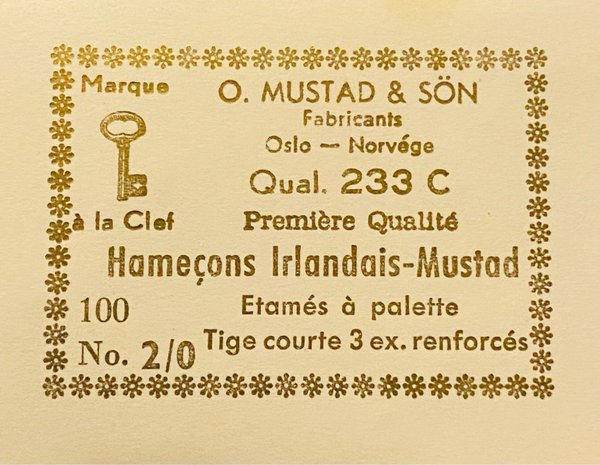 Marque
à la Clef
O. MUSTAD & SÖN
Fabricants
Oslo — Norvége
Qual. 233 C
Première Qualité
Hameçons Irlandais-Mustad
100
Etamés à palette
No. 2/0
Tige courte 3 ex. renforcés